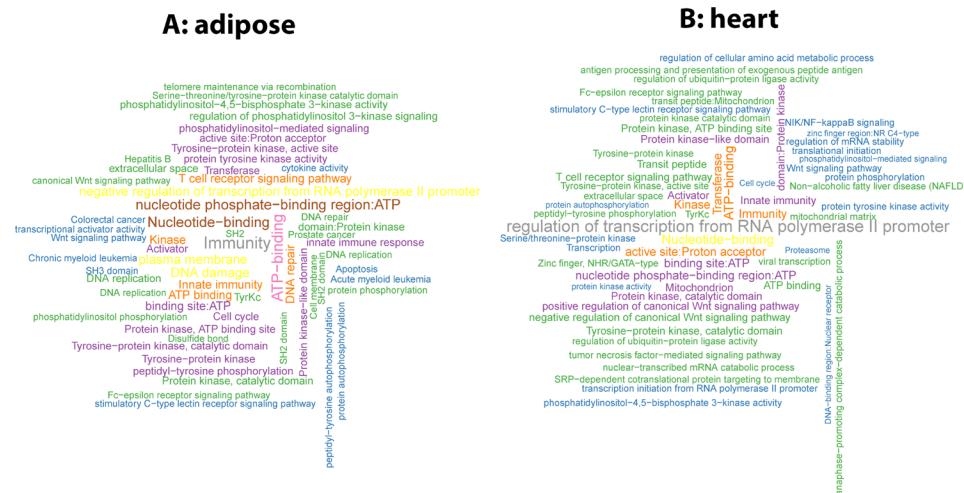 A: adipose
telomere maintenance via recombination
Serine−threonine/tyrosine−protein kinase catalytic domain
phosphatidylinositol−4,5−bisphosphate 3−kinase activity
regulation of phosphatidylinositol 3−kinase signaling
phosphatidylinositol−mediated signaling
active site:Proton acceptor
Tyrosine−protein kinase, active site
Hepatitis B
protein tyrosine kinase activity
extracellular space
Transferase
cytokine activity
canonical Wnt signaling pathway
T cell receptor signaling pathway
negative regulation of transcription from RNA polymerase II promoter
nucleotide phosphate−binding region:ATP
Colorectal cancer
Nucleotide−binding
DNA repair
domain:Protein kinase
transcriptional activator activity
SH2
Prostate cancer
Wnt signaling pathway
Kinase
Immunity
innate immune response
Activator
Chronic myeloid leukemia
plasma membrane
DNA replication
SH3 domain
DNA damage
Apoptosis
DNA replication
Innate immunity
Acute myeloid leukemia
DNA replication
ATP binding
TyrKc
protein phosphorylation
binding site:ATP
phosphatidylinositol phosphorylation
Cell cycle
Protein kinase, ATP binding site
Disulfide bond
Tyrosine−protein kinase, catalytic domain
Tyrosine−protein kinase
peptidyl−tyrosine phosphorylation
Protein kinase, catalytic domain
Fc−epsilon receptor signaling pathway
stimulatory C−type lectin receptor signaling pathway
ATP−binding
DNA repair
SH2 domain
Protein kinase−like domain
Cell membrane
SH2 domain
peptidyl−tyrosine autophosphorylation
protein autophosphorylation
B: heart
regulation of cellular amino acid metabolic process
antigen processing and presentation of exogenous peptide antigen
regulation of ubiquitin−protein ligase activity
Fc−epsilon receptor signaling pathway
transit peptide:Mitochondrion
stimulatory C−type lectin receptor signaling pathway
protein kinase catalytic domain
NIK/NF−kappaB signaling
Protein kinase, ATP binding site
zinc finger region:NR C4−type
Protein kinase−like domain
regulation of mRNA stability
translational initiation
Tyrosine−protein kinase
phosphatidylinositol−mediated signaling
Transit peptide
Wnt signaling pathway
T cell receptor signaling pathway
protein phosphorylation
Tyrosine−protein kinase, active site
Cell cycle
Non−alcoholic fatty liver disease (NAFLD
extracellular space
Activator
Innate immunity
protein autophosphorylation
Kinase
protein tyrosine kinase activity
peptidyl−tyrosine phosphorylation
TyrKc
Immunity
mitochondrial matrix
regulation of transcription from RNA polymerase II promoter
Serine/threonine−protein kinase
Nucleotide−binding
Transcription
active site:Proton acceptor
Proteasome
Zinc finger, NHR/GATA−type
binding site:ATP
viral transcription
nucleotide phosphate−binding region:ATP
protein kinase activity
Mitochondrion
ATP binding
Protein kinase, catalytic domain
positive regulation of canonical Wnt signaling pathway
negative regulation of canonical Wnt signaling pathway
Tyrosine−protein kinase, catalytic domain
regulation of ubiquitin−protein ligase activity
tumor necrosis factor−mediated signaling pathway
nuclear−transcribed mRNA catabolic process
SRP−dependent cotranslational protein targeting to membrane
transcription initiation from RNA polymerase II promoter
phosphatidylinositol−4,5−bisphosphate 3−kinase activity
Transferase
ATP−binding
domain:Protein kinase
DNA−binding region:Nuclear receptor
anaphase−promoting complex−dependent catabolic process